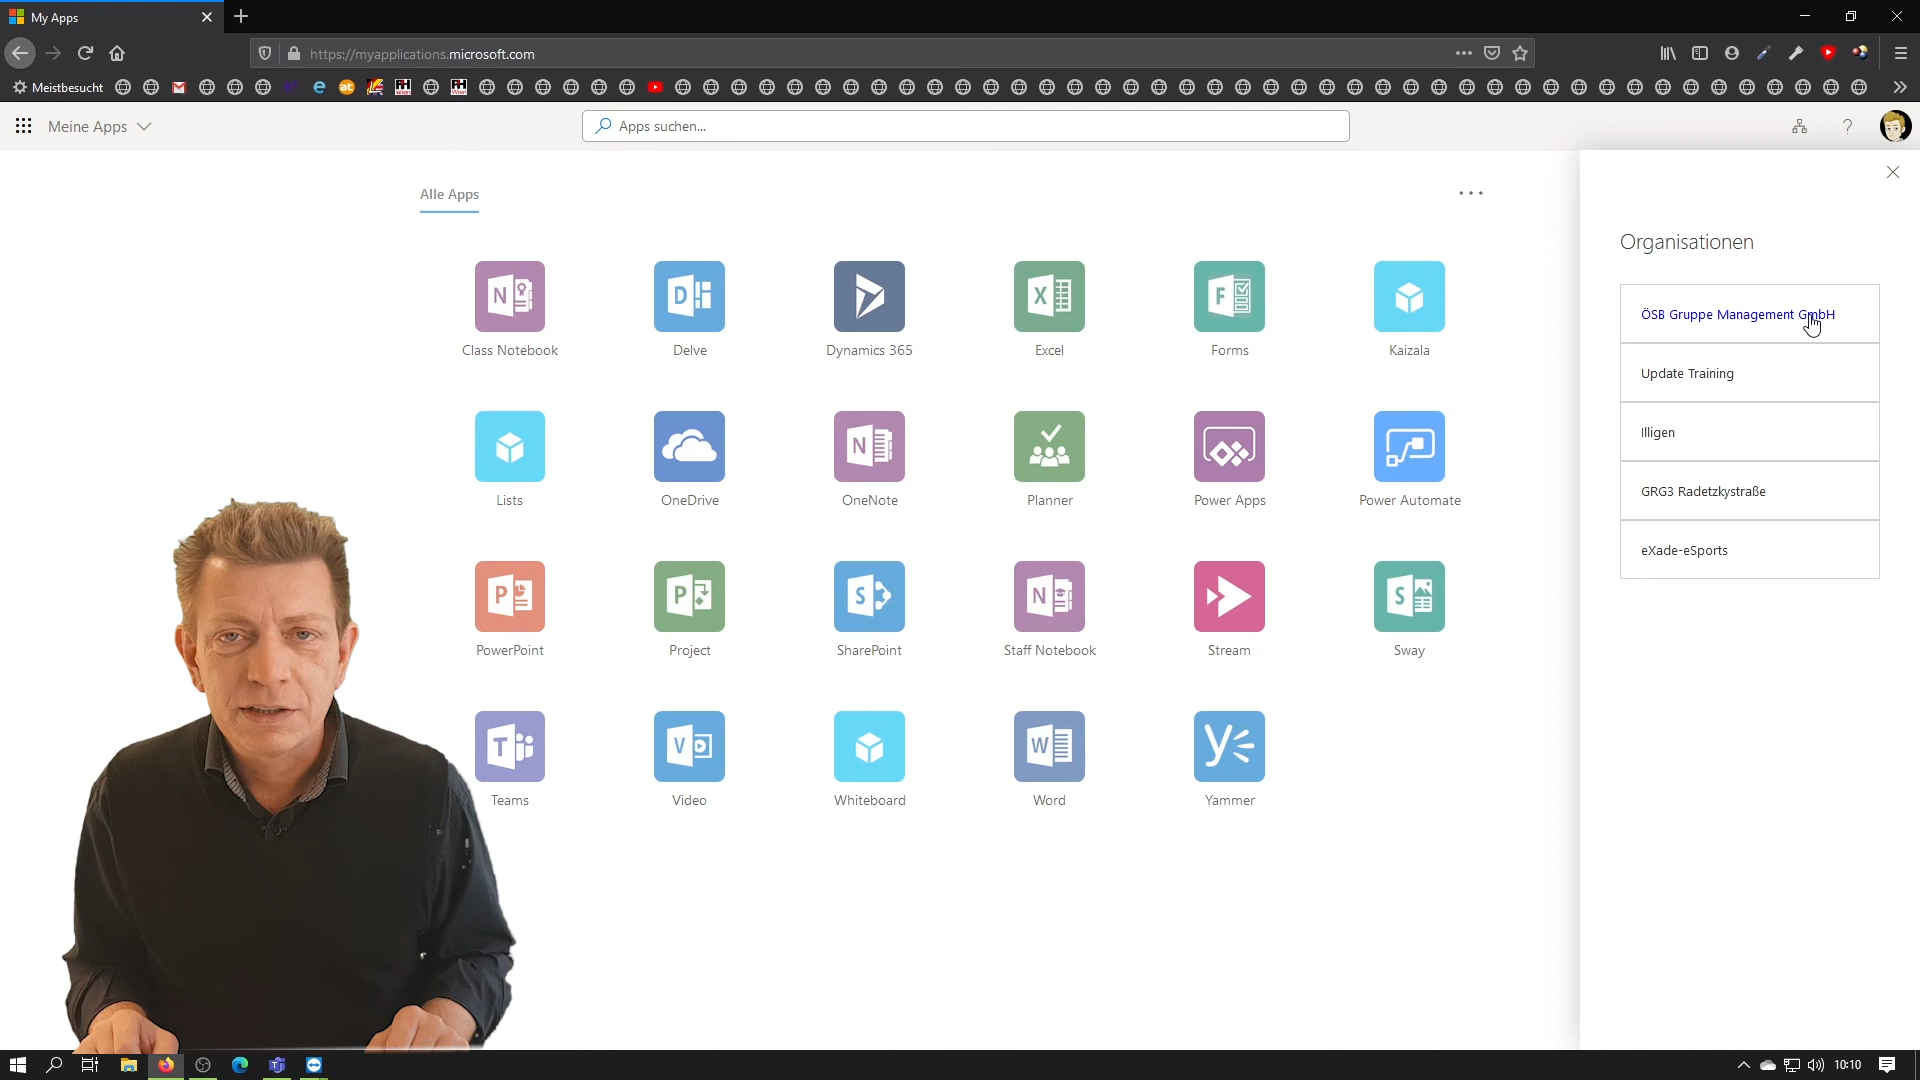 My Apps
https://myapplications.microsoft.com
Meistbesucht
Meine Apps
Apps suchen...
?
Alle Apps
Organisationen
ÖSB Gruppe Management GmbH
Update Training
Illigen
GRG3 Radetzkystraße
eXade-eSports
Class Notebook
Delve
Dynamics 365
Excel
Forms
Kaizala
Lists
OneDrive
OneNote
Planner
Power Apps
Power Automate
PowerPoint
Project
SharePoint
Staff Notebook
Stream
Sway
Teams
Video
Whiteboard
Word
Yammer
10:10